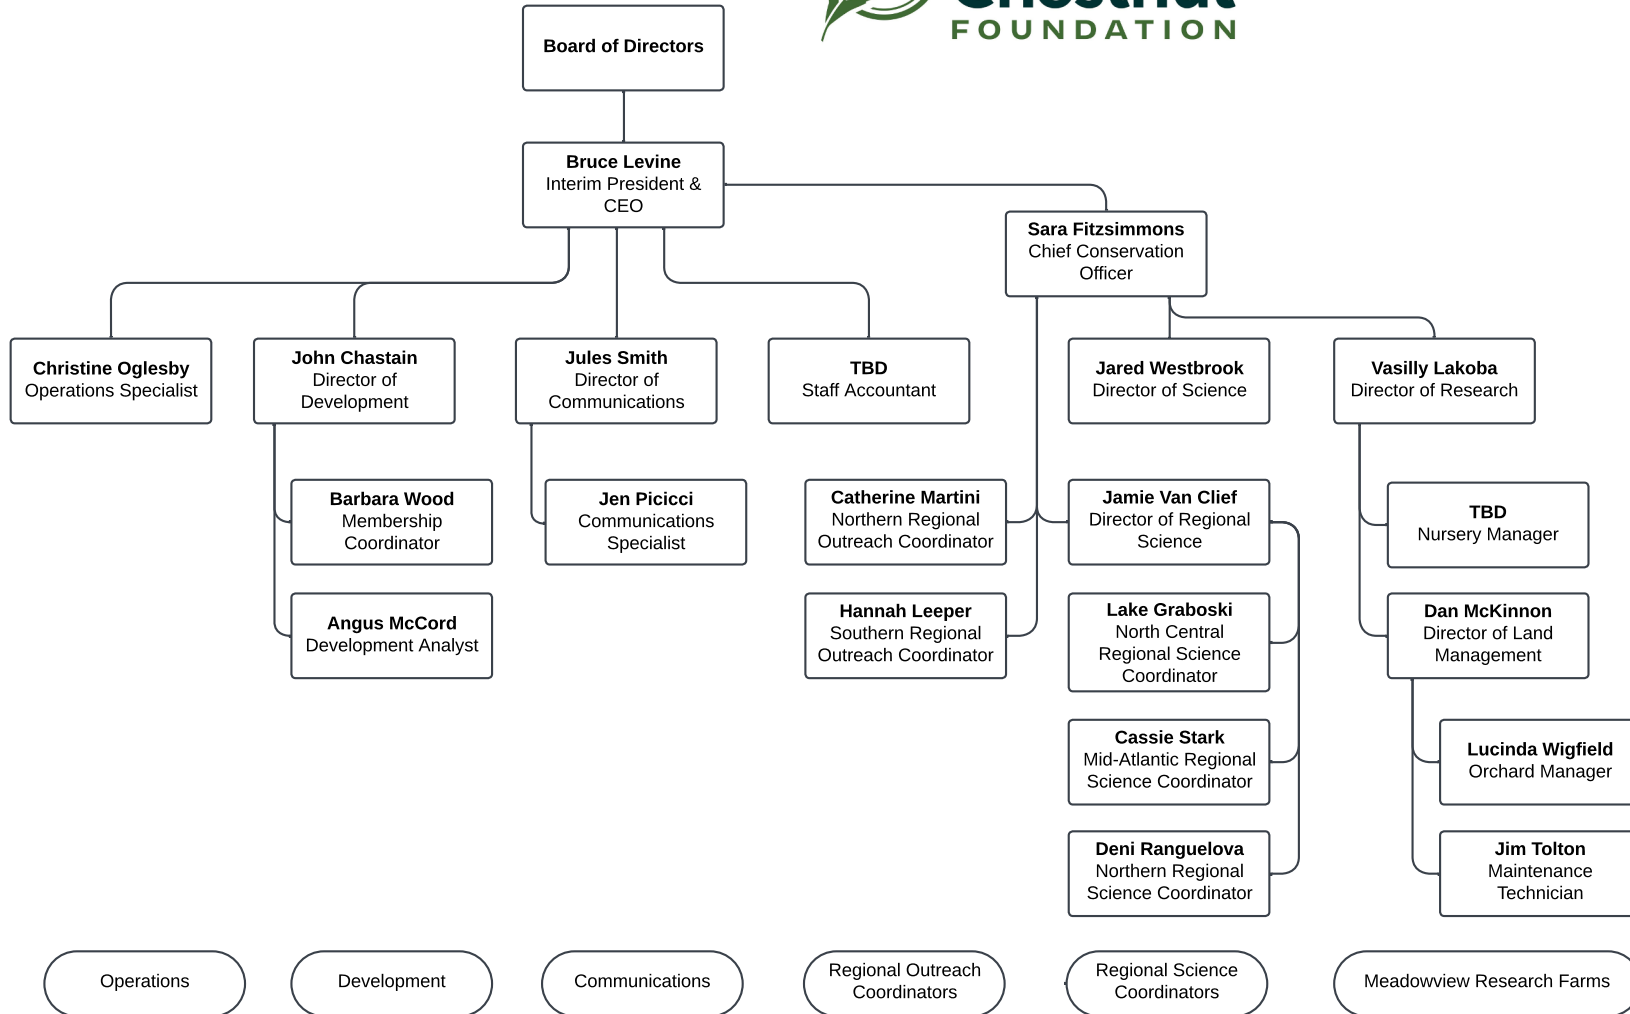 Chestnut
FOUNDATION
Board of Directors
Bruce Levine
Interim President &
CEO
Sara Fitzsimmons
Chief Conservation
Officer
Christine Oglesby
Operations Specialist
John Chastain
Director of
Development
Jules Smith
Director of
Communications
TBD
Staff Accountant
Jared Westbrook
Director of Science
Vasilly Lakoba
Director of Research
Barbara Wood
Membership
Coordinator
Jen Picicci
Communications
Specialist
Catherine Martini
Northern Regional
Outreach Coordinator
Jamie Van Clief
Director of Regional
Science
TBD
Nursery Manager
Angus McCord
Development Analyst
Hannah Leeper
Southern Regional
Outreach Coordinator
Lake Graboski
North Central
Regional Science
Coordinator
Dan McKinnon
Director of Land
Management
Cassie Stark
Mid-Atlantic Regional
Science Coordinator
Lucinda Wigfield
Orchard Manager
Deni Ranguelova
Northern Regional
Science Coordinator
Jim Tolton
Maintenance
Technician
Operations
Development
Communications
Regional Outreach
Coordinators
Regional Science
Coordinators
Meadowview Research Farms